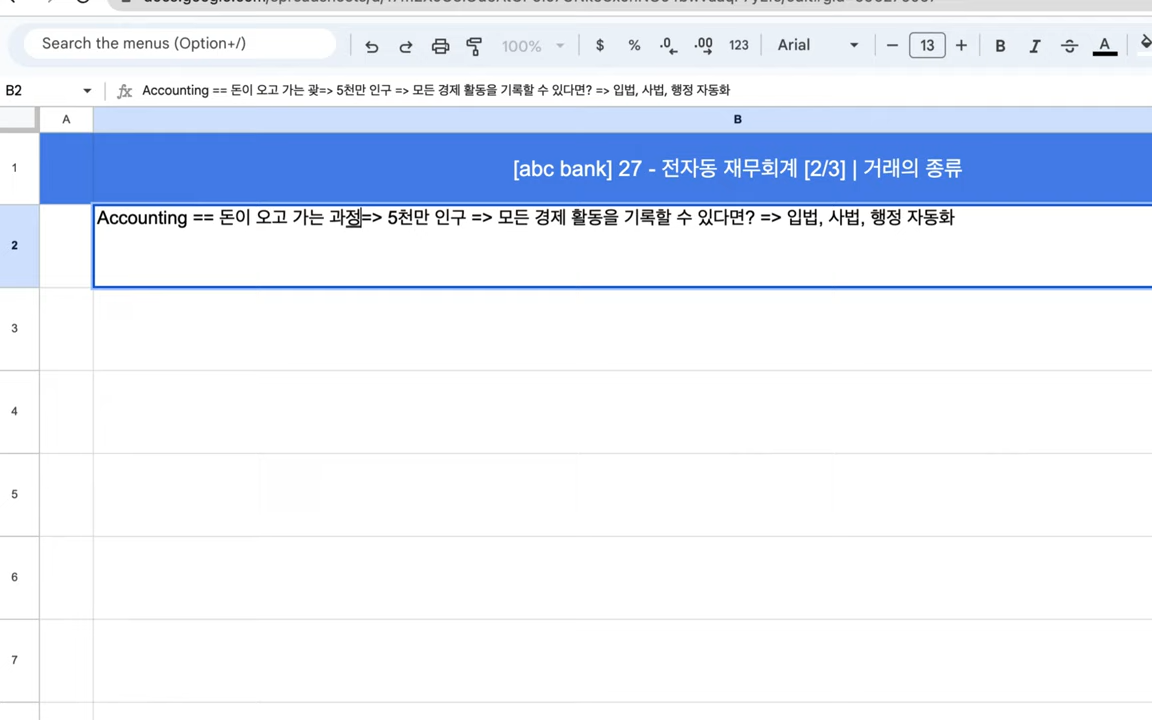 Search the menus (Option+/)
100%
$ % .0 .00 123
Arial
13
B I A
B2
fx Accounting == 돈이 오고 가는 곶=> 5천만 인구 => 모든 경제 활동을 기록할 수 있다면? => 입법, 사법, 행정 자동화
A B
1 [abc bank] 27 - 전자동 재무회계 [2/3] | 거래의 종류
2 Accounting == 돈이 오고 가는 과정=> 5천만 인구 => 모든 경제 활동을 기록할 수 있다면? => 입법, 사법, 행정 자동화
3
4
5
6
7